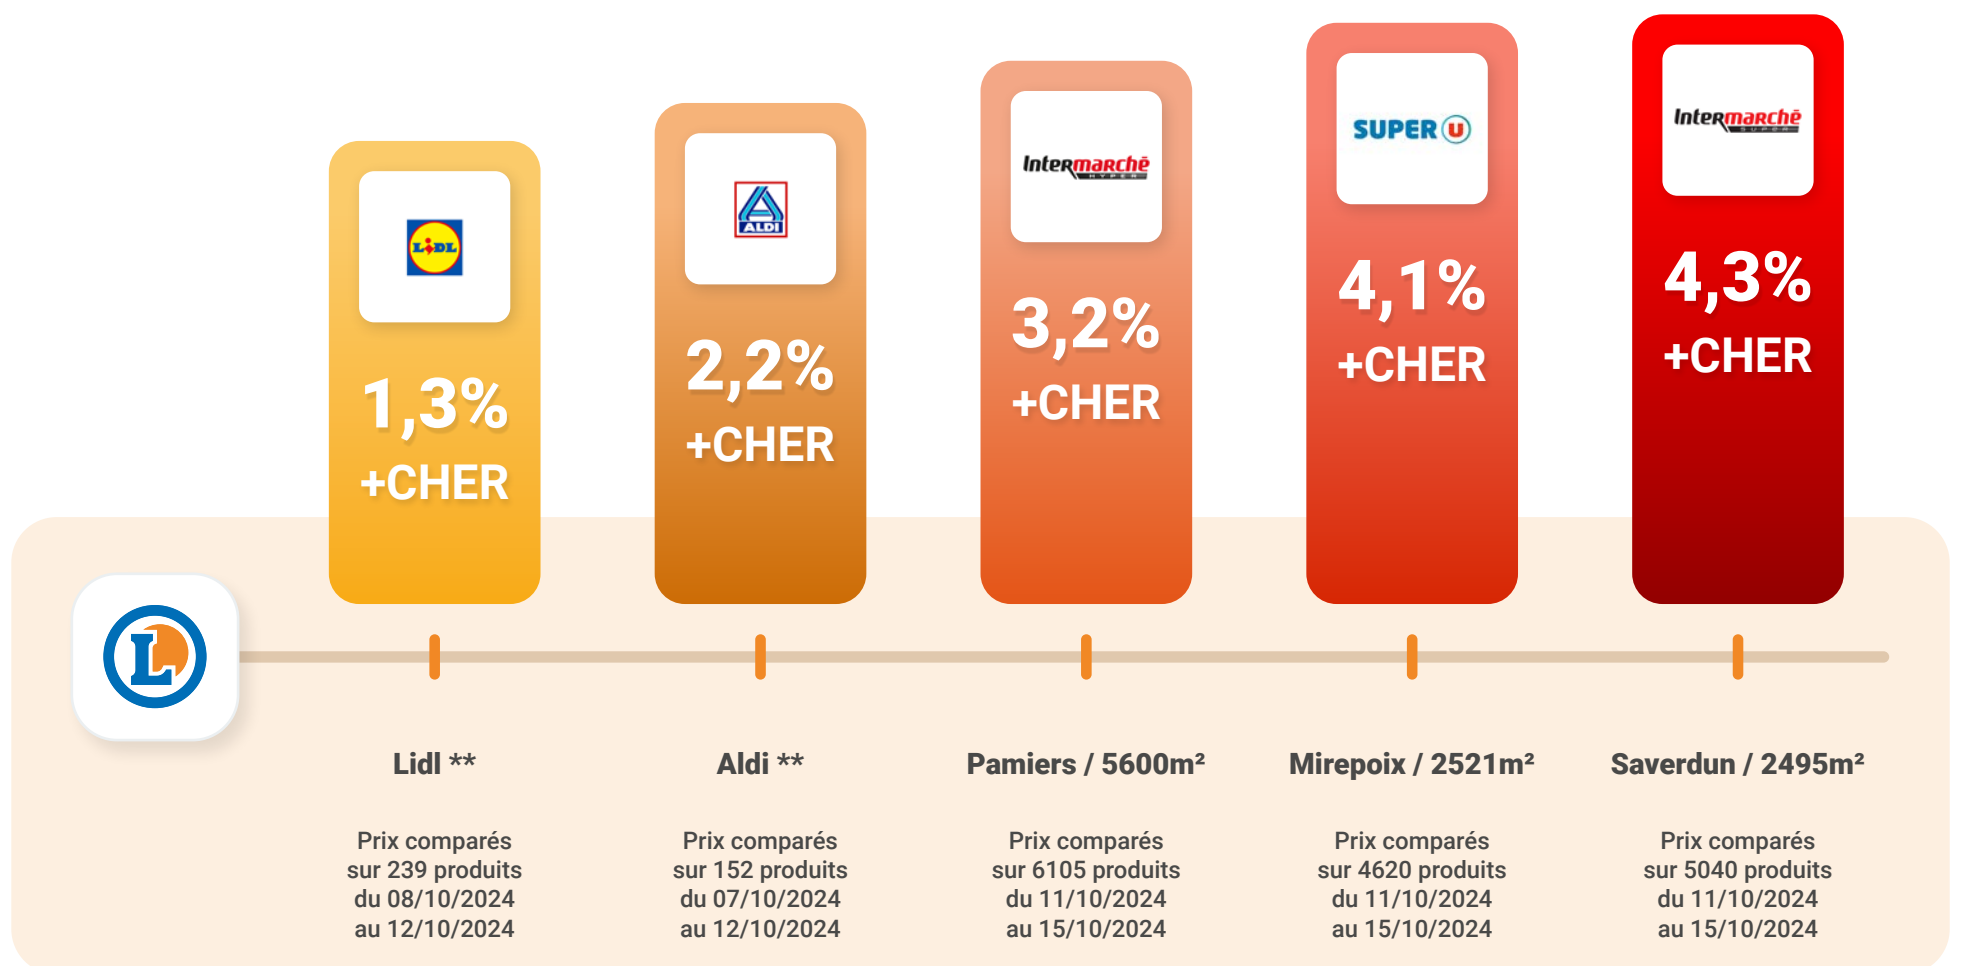 LIDL
1,3%
+CHER
ALDI
2,2%
+CHER
Intermarchē
HYPER
3,2%
+CHER
SUPER U
4,1%
+CHER
Intermarchē
SUPER
4,3%
+CHER
L
Lidl **
Prix comparés
sur 239 produits
du 08/10/2024
au 12/10/2024
Aldi **
Prix comparés
sur 152 produits
du 07/10/2024
au 12/10/2024
Pamiers / 5600m²
Prix comparés
sur 6105 produits
du 11/10/2024
au 15/10/2024
Mirepoix / 2521m²
Prix comparés
sur 4620 produits
du 11/10/2024
au 15/10/2024
Saverdun / 2495m²
Prix comparés
sur 5040 produits
du 11/10/2024
au 15/10/2024